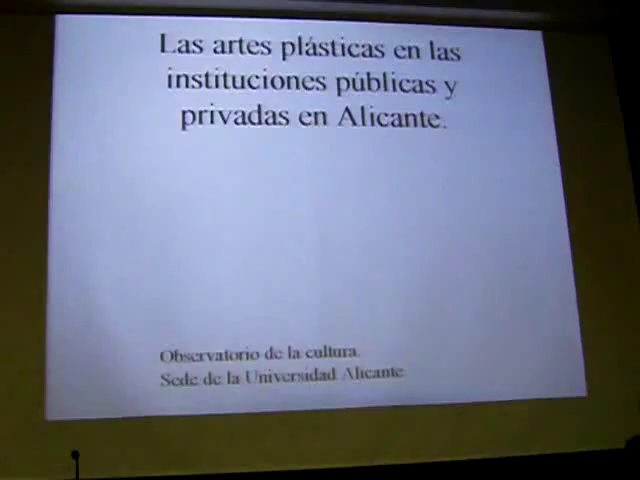 Las artes plásticas en las
instituciones públicas y
privadas en Alicante.
Observatorio de la cultura.
Sede de la Universidad Alicante.